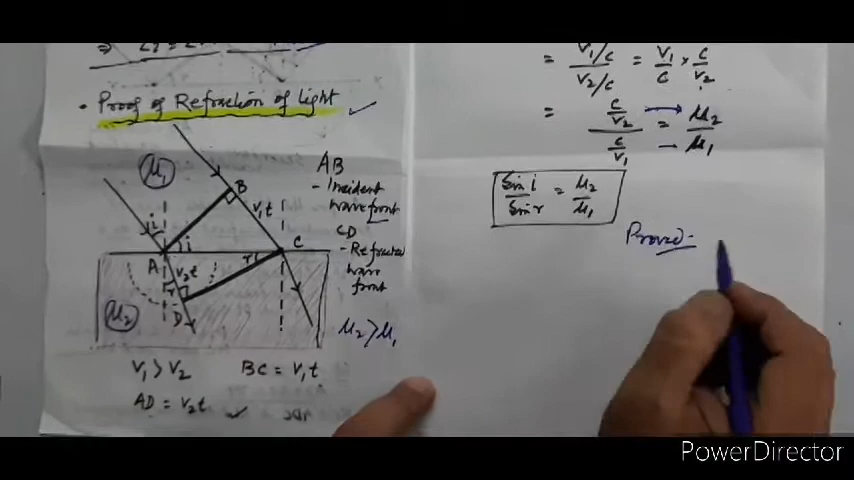 • Proof of Refraction of light
μ₁
B
AB
- Incident
wavefront
v₁t
i
i
CD
- Refracted
wave
front
A
C
r
v₂t
r
D
μ₂
μ₂ > μ₁
v₁ > v₂
BC = v₁t
AD = v₂t ✓
= v₁/c / v₂/c = v₁/c × c/v₂
= c/v₂ / c/v₁ = μ₂/μ₁
Sin i / Sin r = μ₂/μ₁
Proved-
PowerDirector